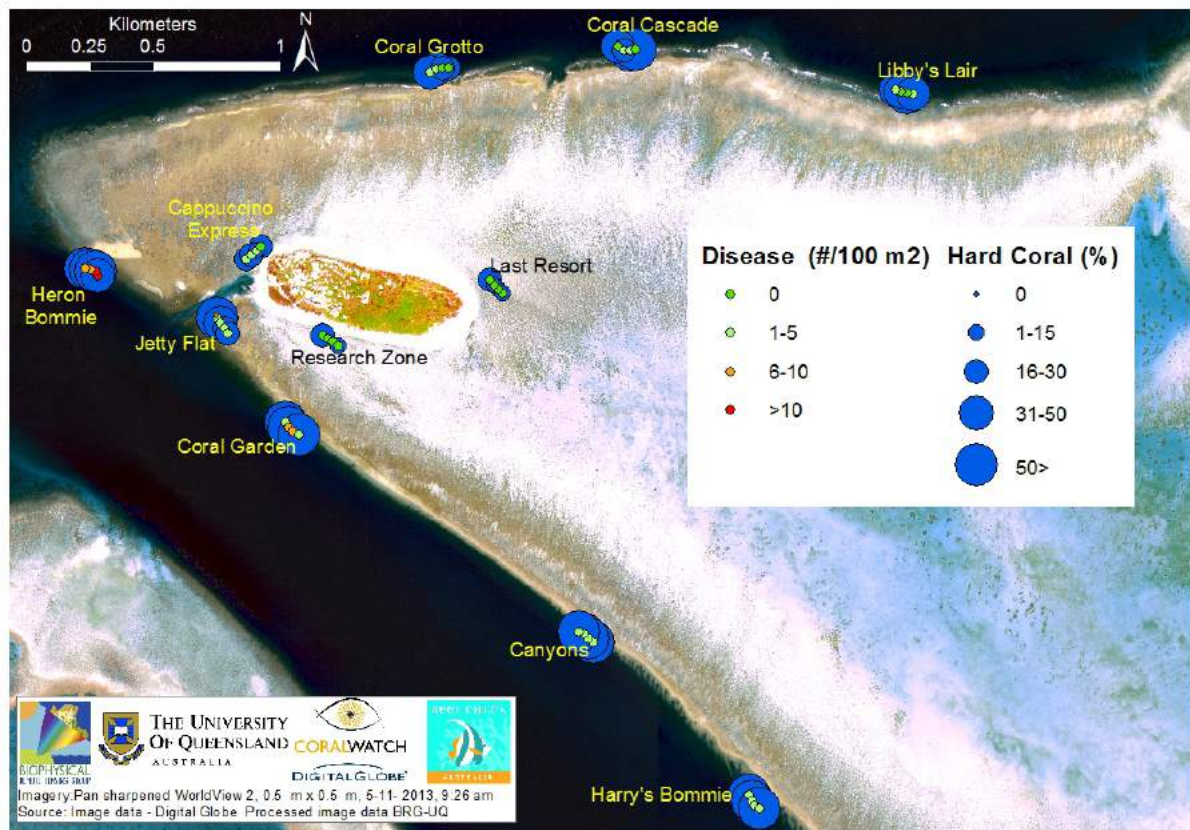 Kilometers
0 0.25 0.5 1
N
Coral Grotto
Coral Cascade
Libby's Lair
Cappuccino
Express
Last Resort
Heron
Bommie
Jetty Flat
Research Zone
Coral Garden
Canyons
Harry's Bommie
Disease (#/100 m2) Hard Coral (%)
0 0
1-5 1-15
6-10 16-30
>10 31-50
50>
BIOPHYSICAL
THE UNIVERSITY
OF QUEENSLAND
AUSTRALIA
CORALWATCH
DIGITALGLOBE
REEF CHECK
AUSTRALIA
Imagery:Pan sharpened WorldView 2, 0.5 m x 0.5 m, 5-11- 2013, 9:26 am
Source: Image data - Digital Globe Processed image data BRG-UQ